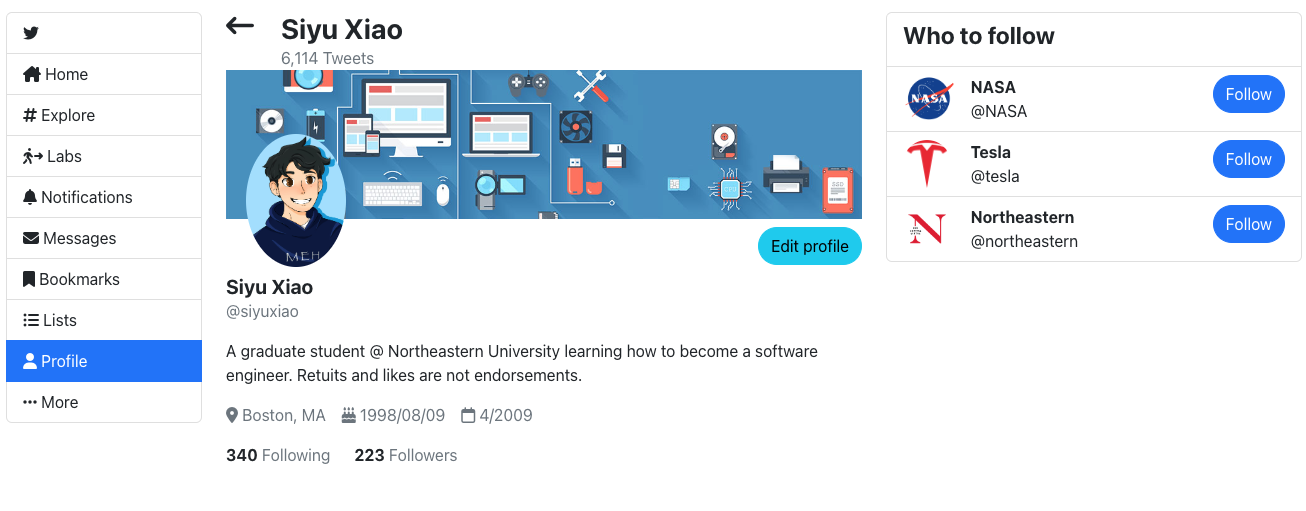 Home
# Explore
Labs
Notifications
Messages
Bookmarks
Lists
Profile
More
Siyu Xiao
6,114 Tweets
MEH
Edit profile
Siyu Xiao
@siyuxiao
A graduate student @ Northeastern University learning how to become a software
engineer. Retuits and likes are not endorsements.
Boston, MA 1998/08/09 4/2009
340 Following 223 Followers
Who to follow
NASA
NASA
@NASA
Follow
Tesla
@tesla
Follow
N
Northeastern
@northeastern
Follow